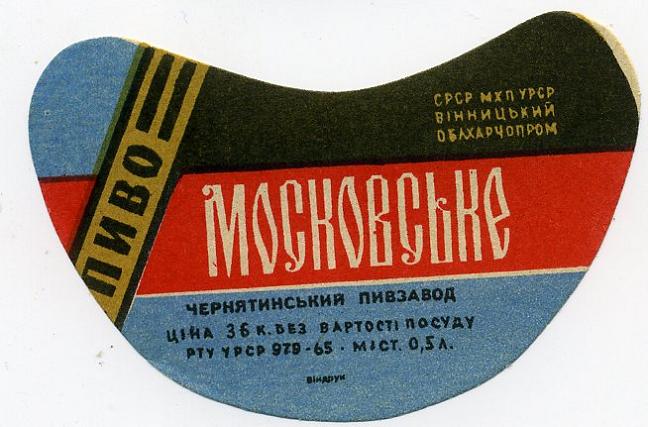 ПИВО
СРСР МХП УРСР
ВІННИЦЬКИЙ
ОБЛХАРЧОПРОМ
МОСКОВСЬКЕ
ЧЕРНЯТИНСЬКИЙ ПИВЗАВОД
ЦІНА 36 К. БЕЗ ВАРТОСТІ ПОСУДУ
РТУ УРСР 979-65 · МІСТ. 0,5 Л.
Віндрук